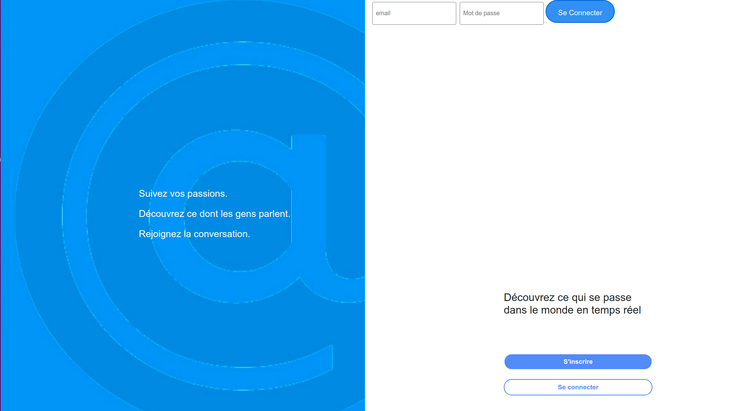 email
Mot de passe
Se Connecter
Suivez vos passions.
Découvrez ce dont les gens parlent.
Rejoignez la conversation.
Découvrez ce qui se passe
dans le monde en temps réel
S'inscrire
Se connecter